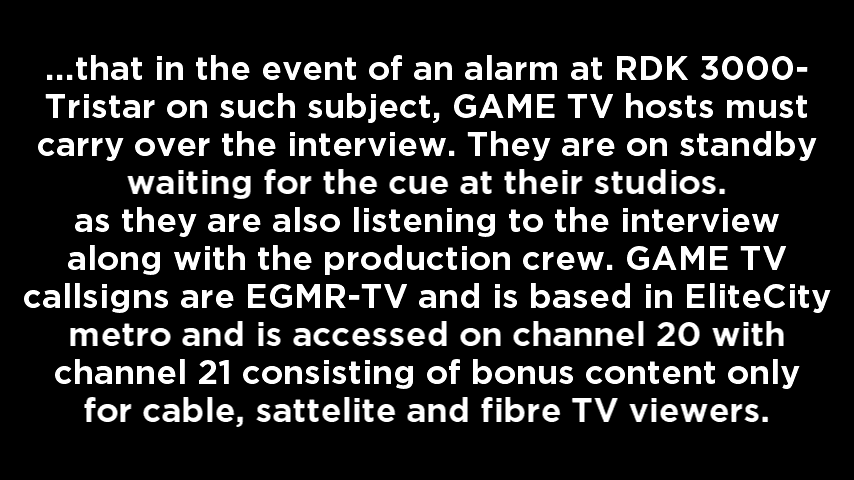 ...that in the event of an alarm at RDK 3000-
Tristar on such subject, GAME TV hosts must
carry over the interview. They are on standby
waiting for the cue at their studios.
as they are also listening to the interview
along with the production crew. GAME TV
callsigns are EGMR-TV and is based in EliteCity
metro and is accessed on channel 20 with
channel 21 consisting of bonus content only
for cable, sattelite and fibre TV viewers.